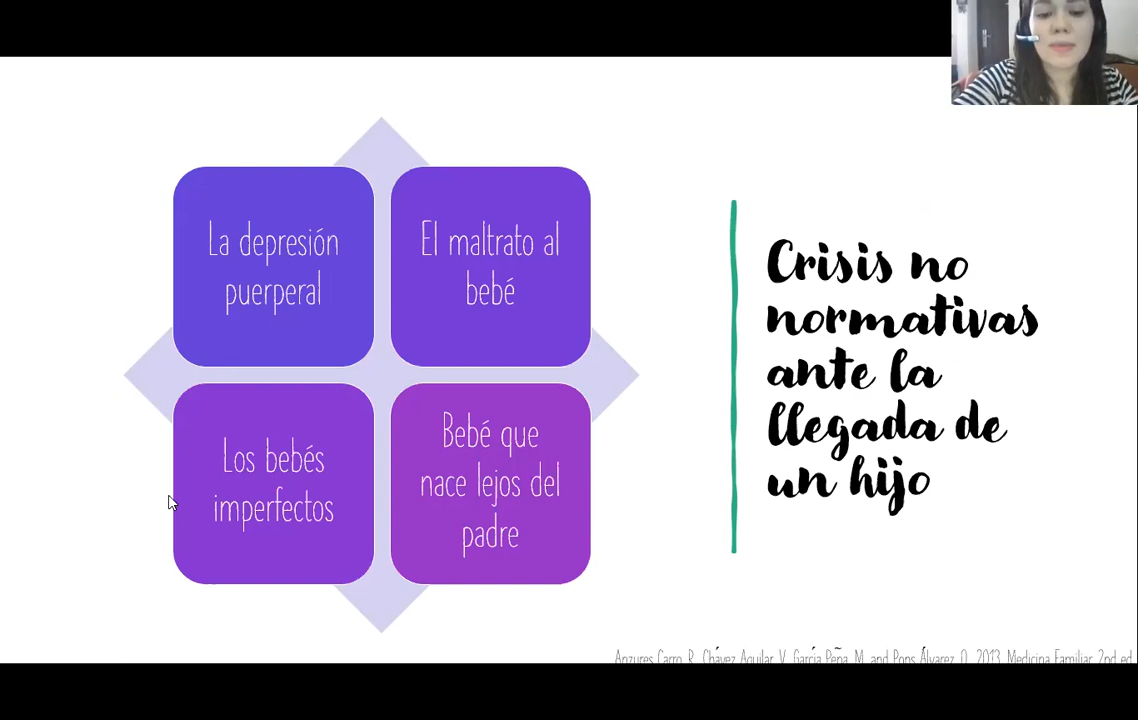 La depresión
puerperal
El maltrato al
bebé
Los bebés
imperfectos
Bebé que
nace lejos del
padre
Crisis no
normativas
ante la
llegada de
un hijo
Anzures Carro, R., Chávez Aguilar, V., García Peña, M. and Pons Álvarez, O., 2013. Medicina Familiar. 2nd ed.